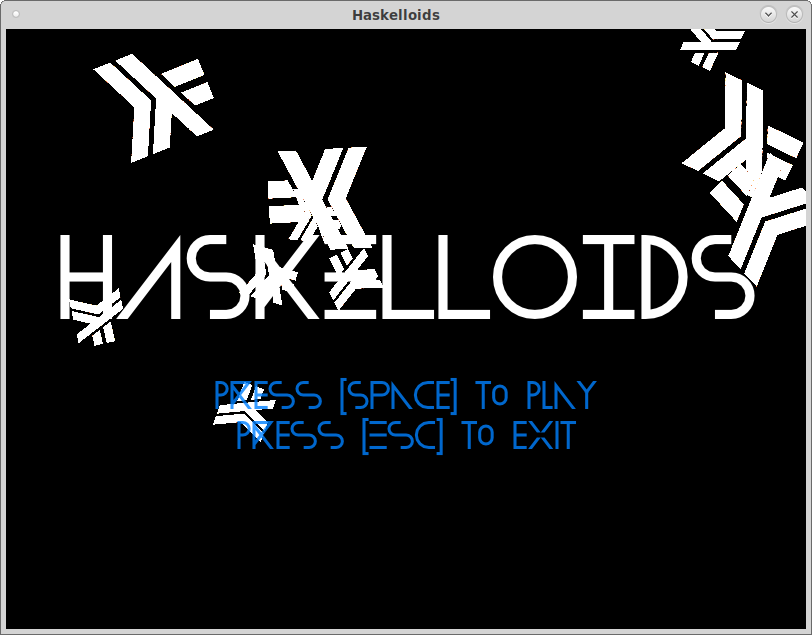 Haskelloids
HASKELLOIDS
PRESS [SPACE] TO PLAY
PRESS [ESC] TO EXIT